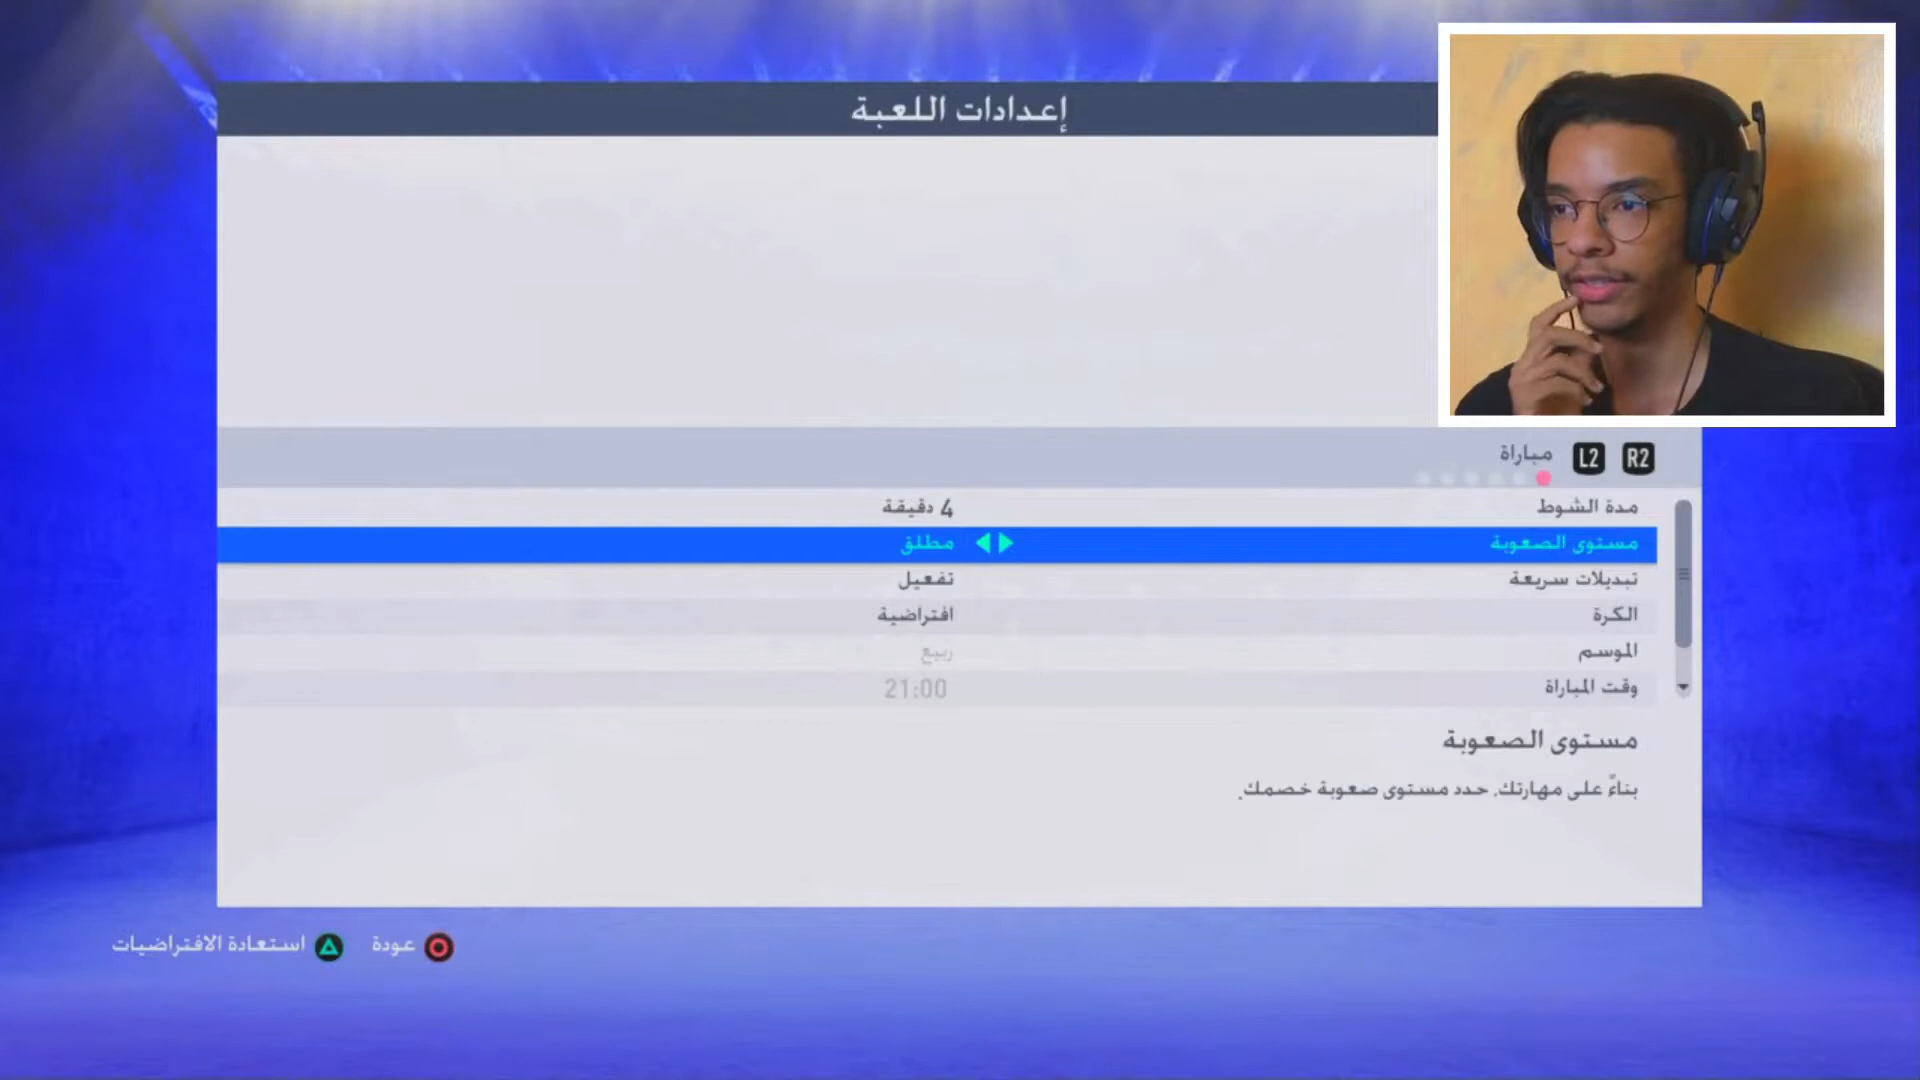 إعدادات اللعبة
R2 L2 مباراة
مدة الشوط 4 دقيقة
مستوى الصعوبة مطلق
تبديلات سريعة تفعيل
الكرة افتراضية
الموسم ربيع
وقت المباراة 21:00
مستوى الصعوبة
بناءً على مهارتك، حدد مستوى صعوبة خصمك.
عودة استعادة الافتراضيات